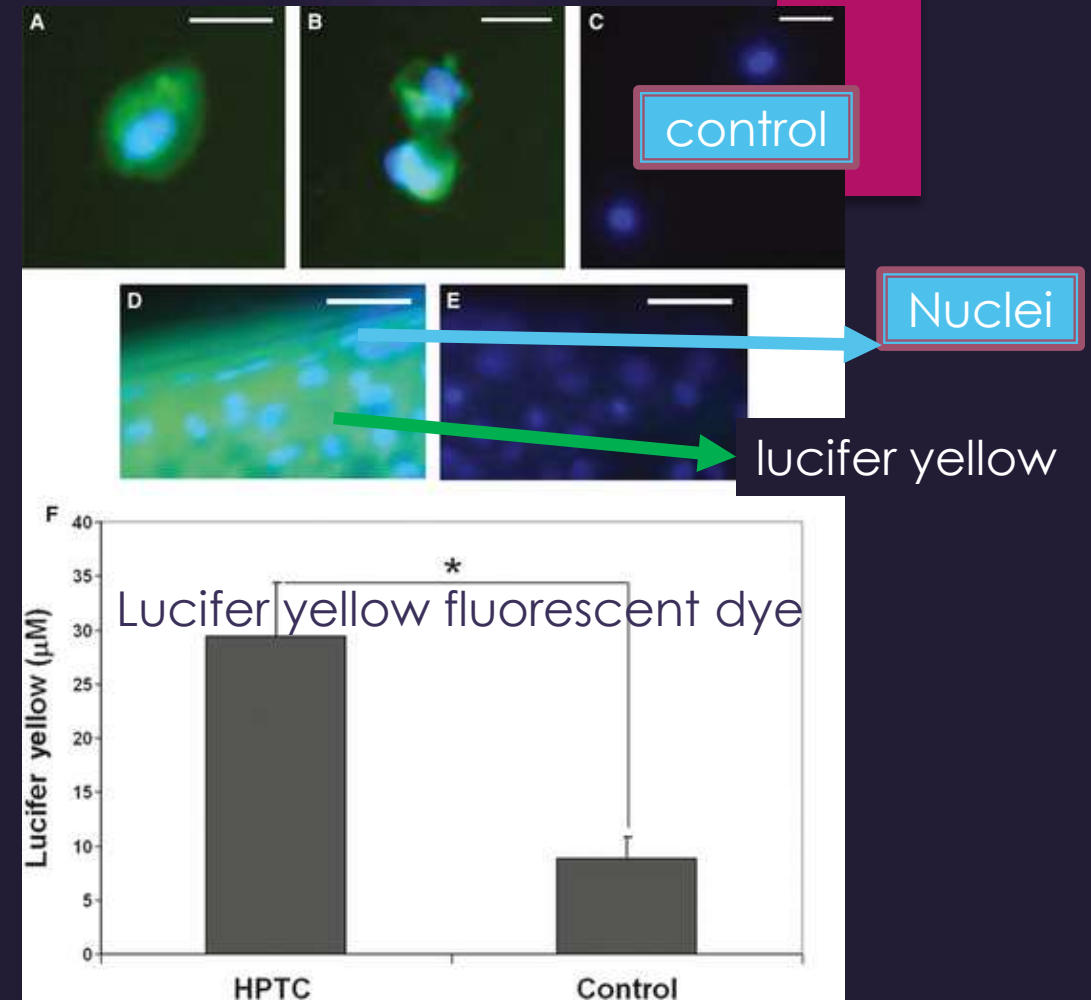 A
B
C
control
D
E
Nuclei
lucifer yellow
F
Lucifer yellow (μM)
40
35
30
25
20
15
10
5
0
*
Lucifer yellow fluorescent dye
HPTC
Control